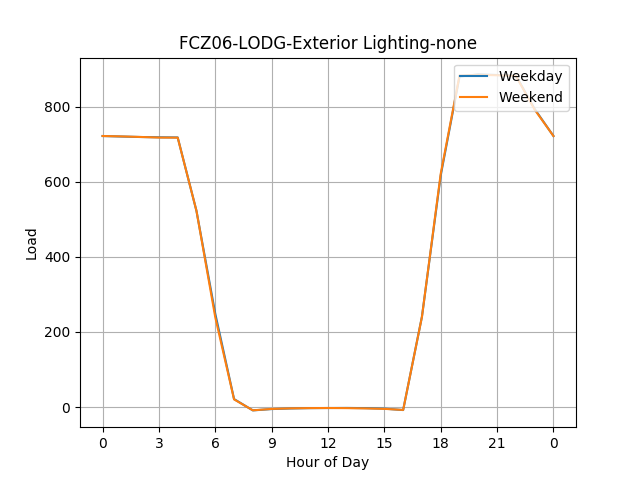 FCZ06-LODG-Exterior Lighting-none
Weekday
Weekend
800
600
400
200
0
Load
0 3 6 9 12 15 18 21 0
Hour of Day